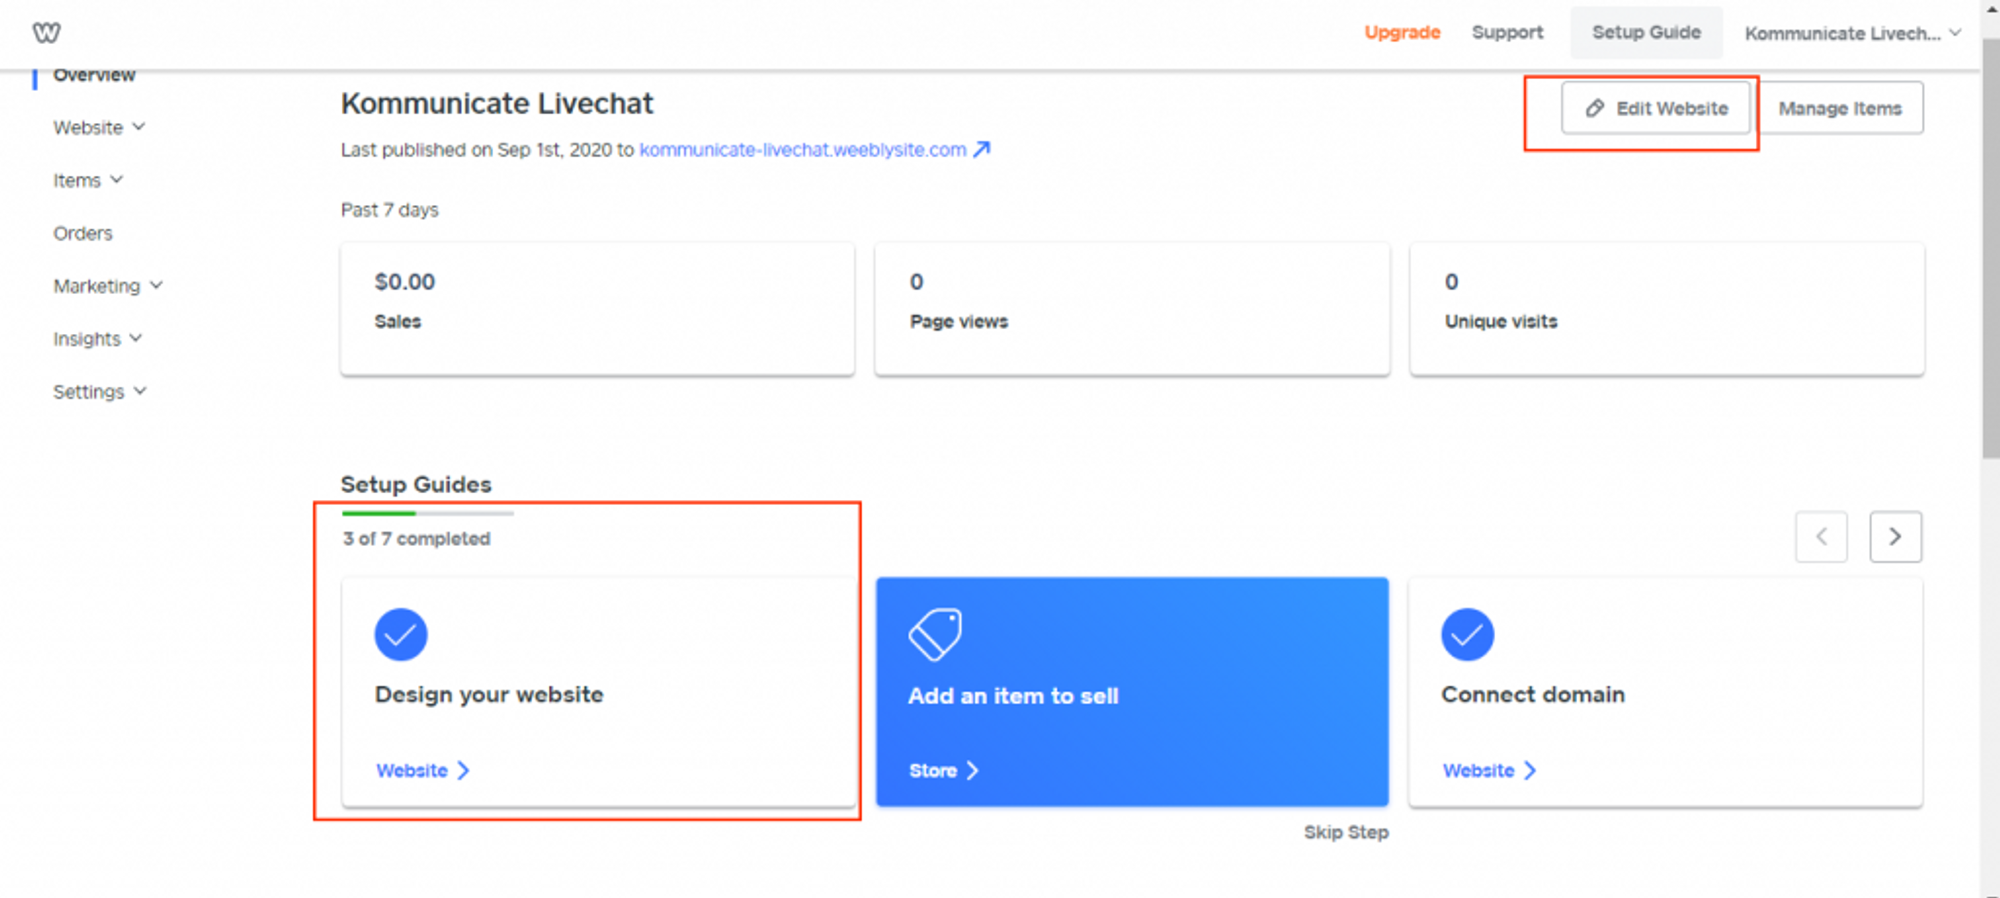 W
Upgrade
Support
Setup Guide
Kommunicate Livech...
Overview
Website
Items
Orders
Marketing
Insights
Settings
Kommunicate Livechat
Edit Website
Manage Items
Last published on Sep 1st, 2020 to kommunicate-livechat.weeblysite.com
Past 7 days
$0.00
Sales
0
Page views
0
Unique visits
Setup Guides
3 of 7 completed
Design your website
Website
Add an item to sell
Store
Connect domain
Website
Skip Step